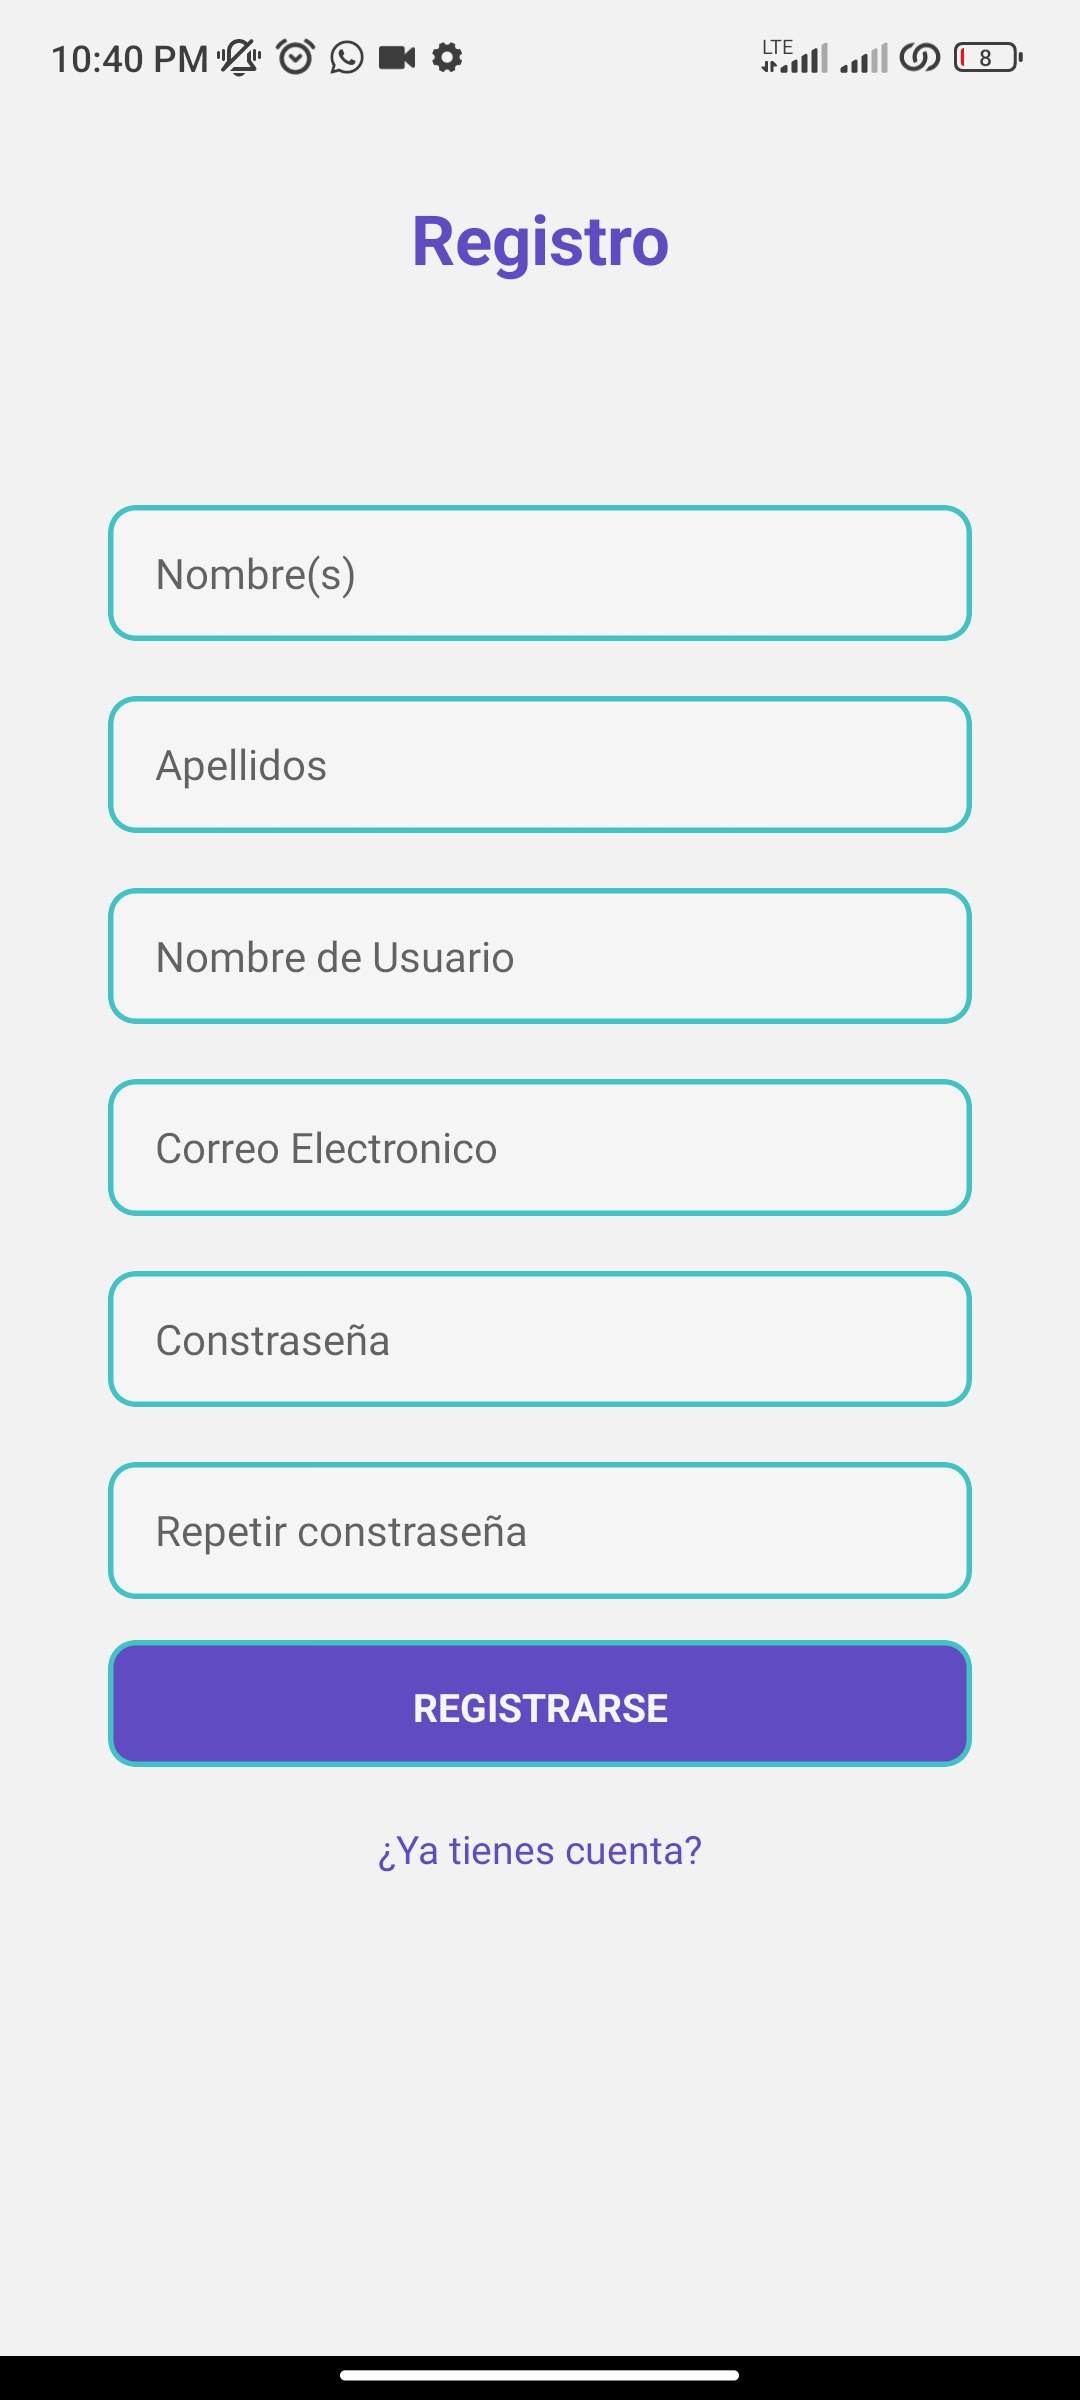 10:40 PM LTE 8
Registro
Nombre(s)
Apellidos
Nombre de Usuario
Correo Electronico
Constraseña
Repetir constraseña
REGISTRARSE
¿Ya tienes cuenta?